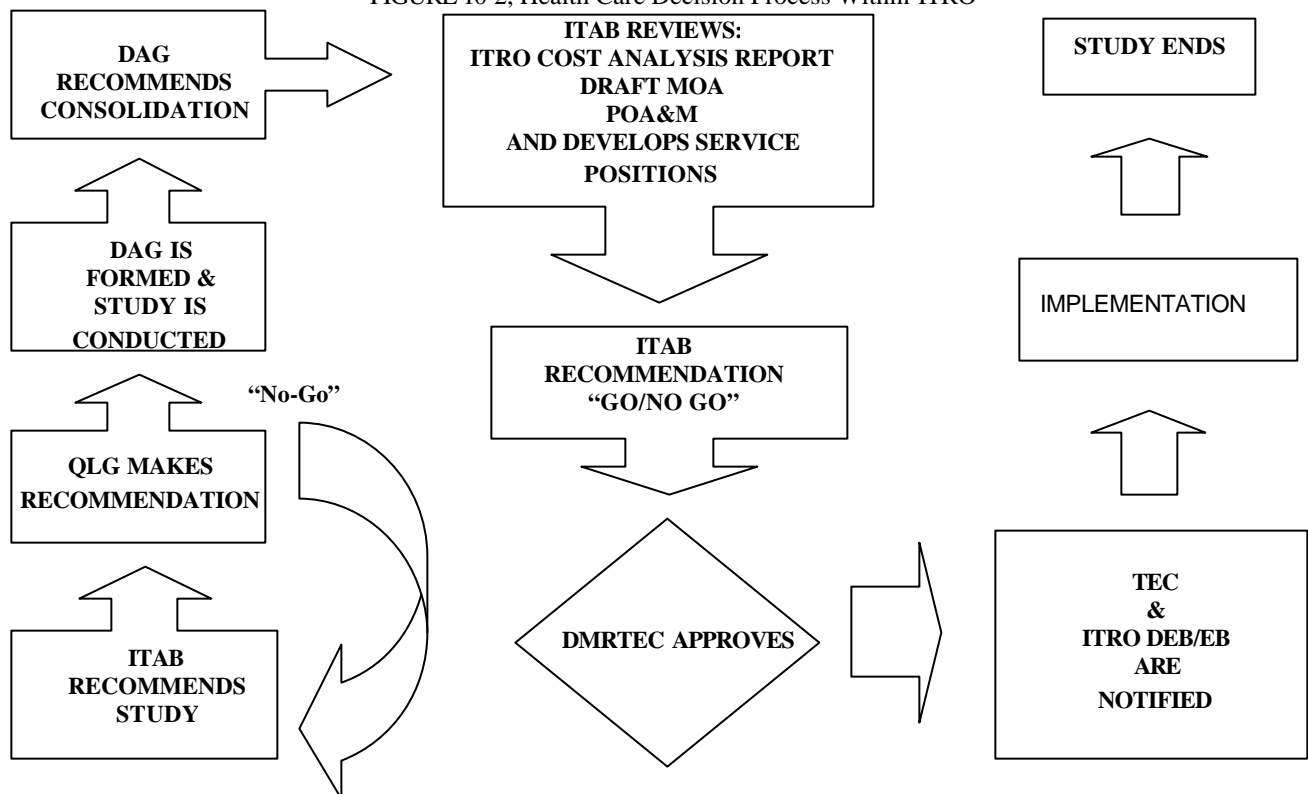 FIGURE 10-2, Health Care Decision Process Within ITRO
DAG
RECOMMENDS
CONSOLIDATION
ITAB REVIEWS:
ITRO COST ANALYSIS REPORT
DRAFT MOA
POA&M
AND DEVELOPS SERVICE
POSITIONS
STUDY ENDS
DAG IS
FORMED &
STUDY IS
CONDUCTED
IMPLEMENTATION
ITAB
RECOMMENDATION
“GO/NO GO”
“No-Go”
QLG MAKES
RECOMMENDATION
ITAB
RECOMMENDS
STUDY
DMRTEC APPROVES
TEC
&
ITRO DEB/EB
ARE
NOTIFIED